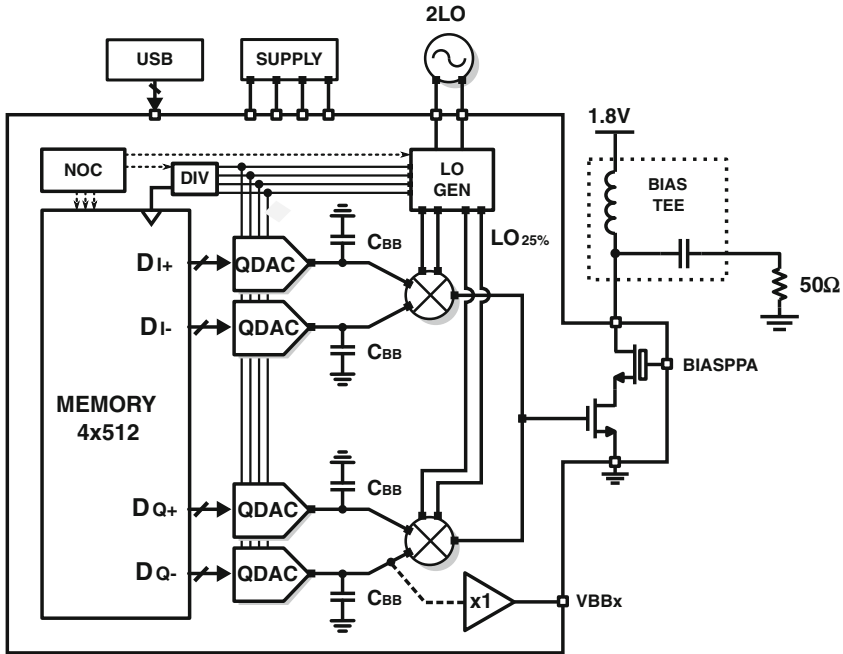 2LO
USB
SUPPLY
1.8V
NOC
DIV
LO
GEN
BIAS
TEE
CBB
LO25%
DI+
QDAC
50Ω
DI-
QDAC
CBB
BIASPPA
MEMORY
4x512
CBB
DQ+
QDAC
DQ-
QDAC
CBB
x1
VBBx